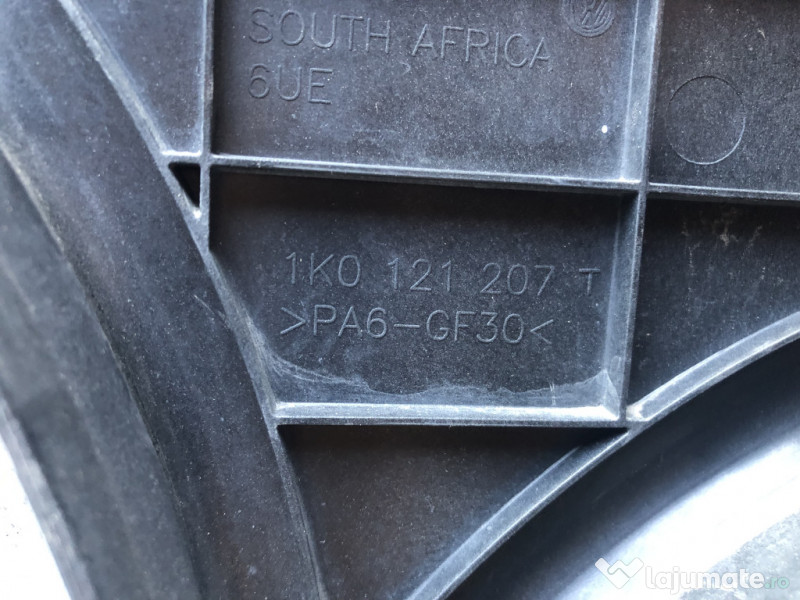 SOUTH AFRICA
6UE
1K0 121 207 T
>PA6-GF30<
lajumate.ro